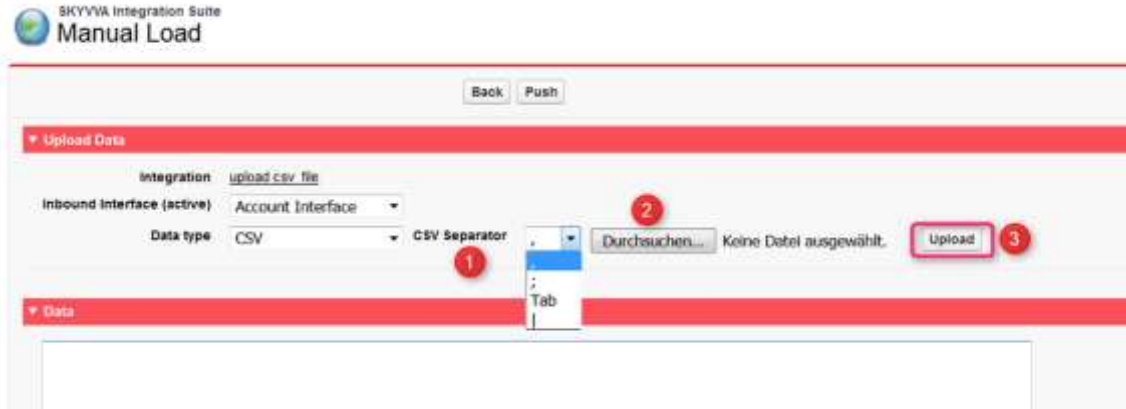 SKYVVA Integration Suite
Manual Load
Back Push
Upload Data
Integration upload csv file
Inbound Interface (active) Account Interface
Data type CSV CSV Separator , Durchsuchen... Keine Datei ausgewählt. Upload
1 2 3
,
;
Tab
|
Data